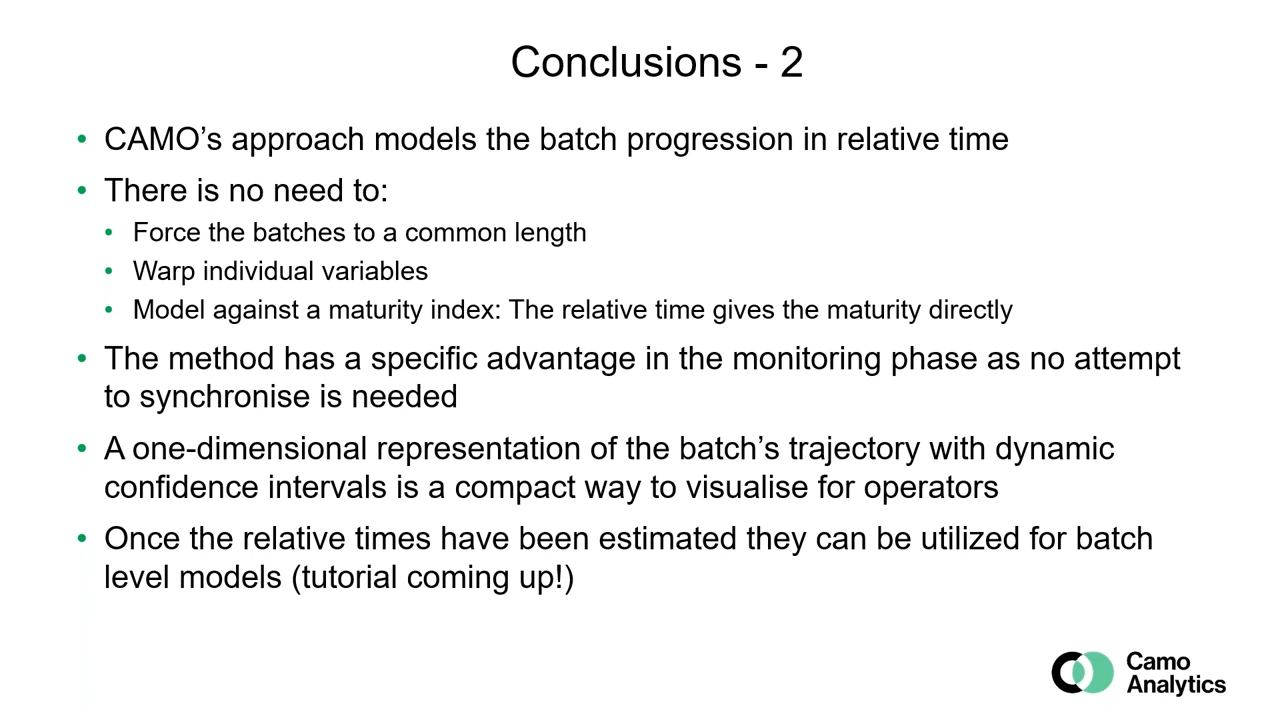 Conclusions - 2
• CAMO’s approach models the batch progression in relative time
• There is no need to:
• Force the batches to a common length
• Warp individual variables
• Model against a maturity index: The relative time gives the maturity directly
• The method has a specific advantage in the monitoring phase as no attempt
to synchronise is needed
• A one-dimensional representation of the batch’s trajectory with dynamic
confidence intervals is a compact way to visualise for operators
• Once the relative times have been estimated they can be utilized for batch
level models (tutorial coming up!)
Camo
Analytics